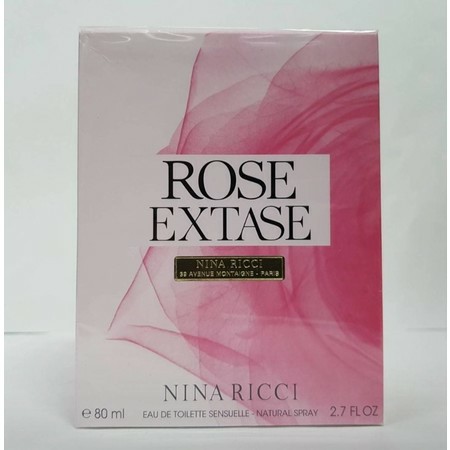 ROSE
EXTASE
NINA RICCI
39 AVENUE MONTAIGNE - PARIS
NINA RICCI
℮ 80 ml EAU DE TOILETTE SENSUELLE - NATURAL SPRAY 2.7 FL OZ